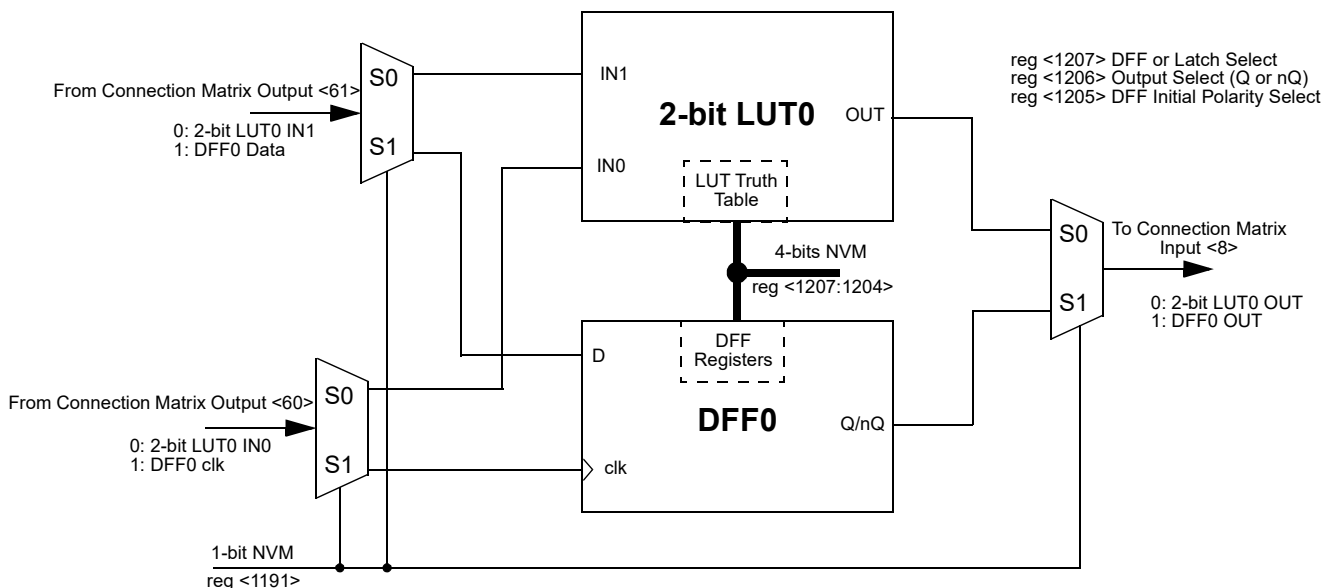 S0
From Connection Matrix Output <61>
0: 2-bit LUT0 IN1
1: DFF0 Data
S1
IN1
2-bit LUT0
OUT
IN0
LUT Truth
Table
reg <1207> DFF or Latch Select
reg <1206> Output Select (Q or nQ)
reg <1205> DFF Initial Polarity Select
4-bits NVM
reg <1207:1204>
S0
To Connection Matrix
Input <8>
S1
0: 2-bit LUT0 OUT
1: DFF0 OUT
DFF
Registers
D
DFF0
Q/nQ
clk
S0
From Connection Matrix Output <60>
0: 2-bit LUT0 IN0
1: DFF0 clk
S1
1-bit NVM
reg <1191>